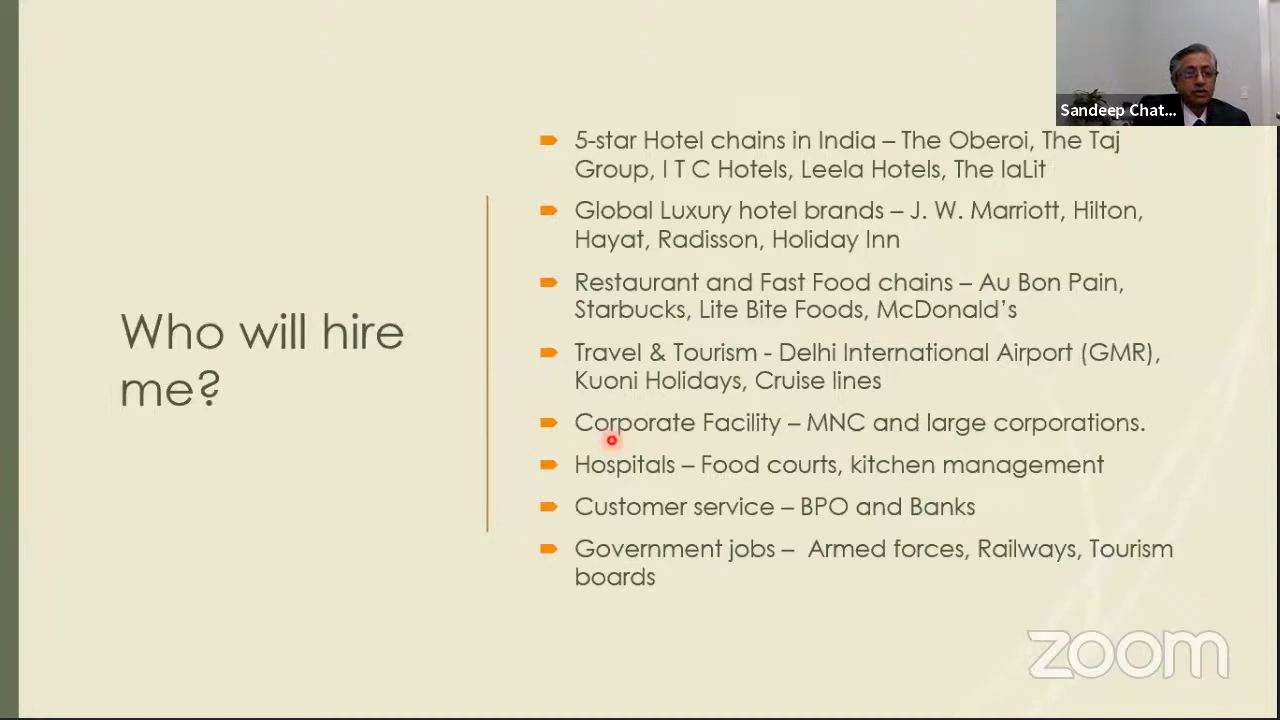 Sandeep Chat...
5-star Hotel chains in India – The Oberoi, The Taj
Group, I T C Hotels, Leela Hotels, The laLit
Global Luxury hotel brands – J. W. Marriott, Hilton,
Hayat, Radisson, Holiday Inn
Restaurant and Fast Food chains – Au Bon Pain,
Starbucks, Lite Bite Foods, McDonald’s
Who will hire
me?
Travel & Tourism - Delhi International Airport (GMR),
Kuoni Holidays, Cruise lines
Corporate Facility – MNC and large corporations.
Hospitals – Food courts, kitchen management
Customer service – BPO and Banks
Government jobs – Armed forces, Railways, Tourism
boards
zoom